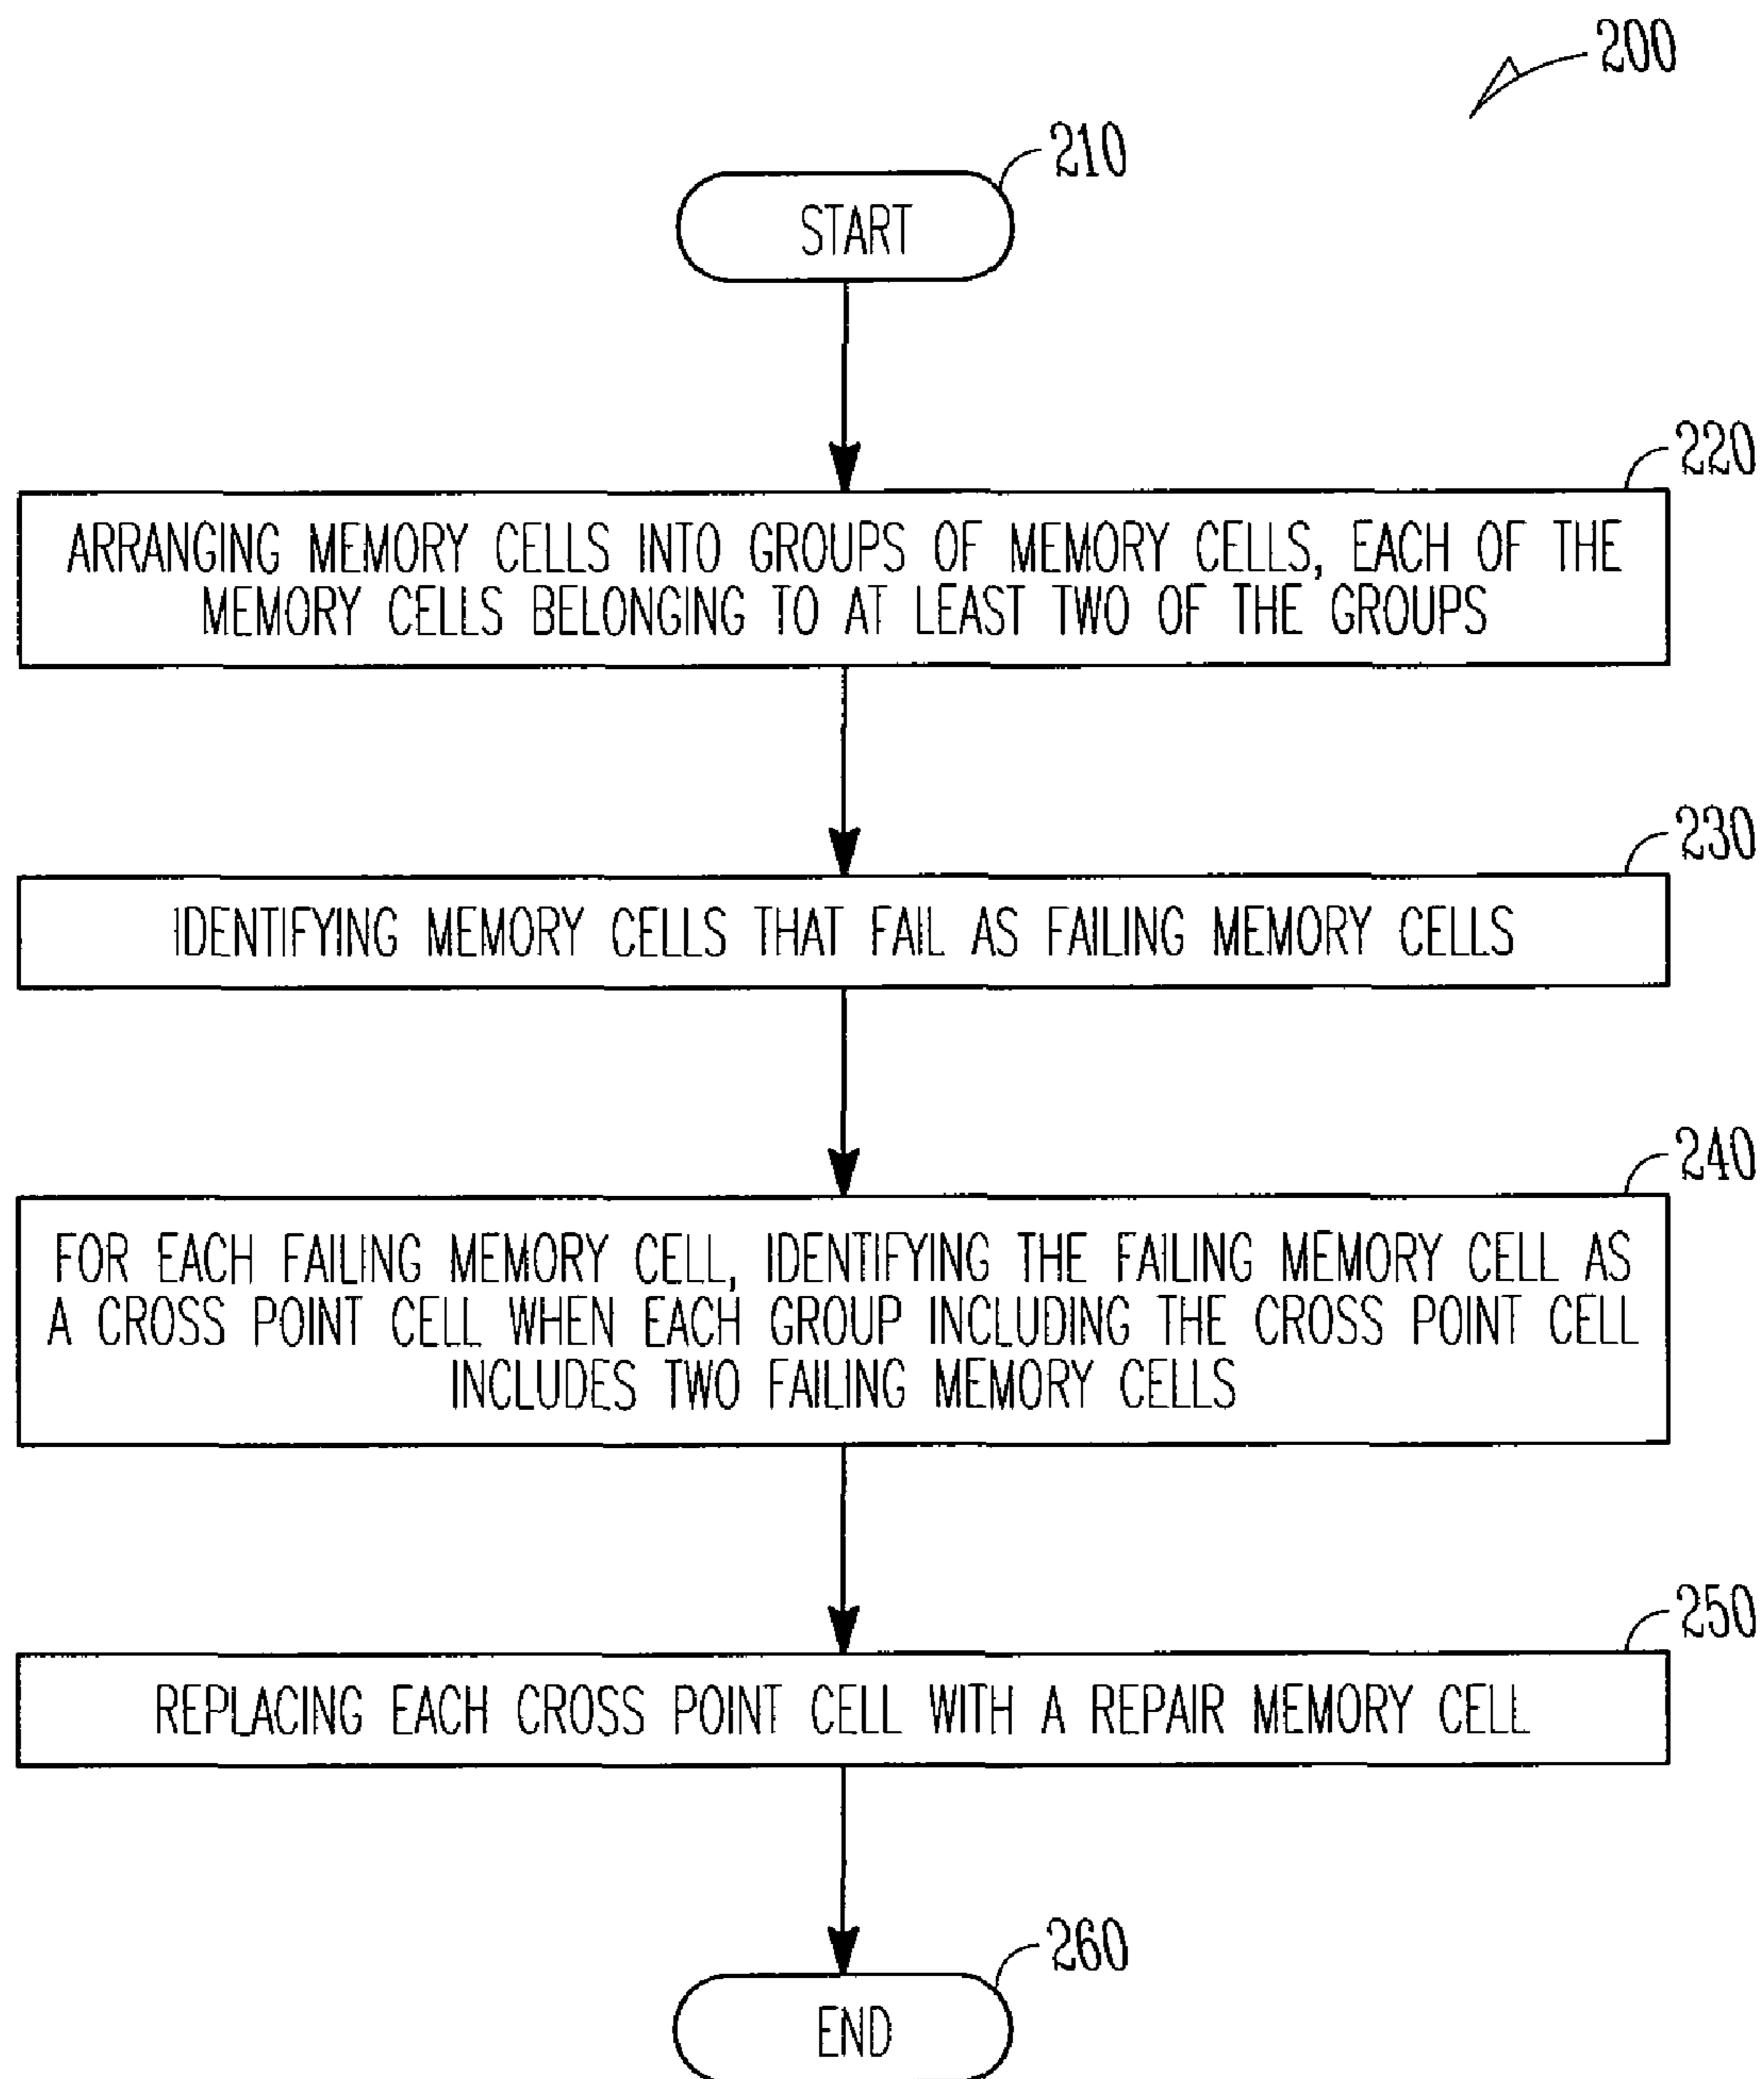 200
210
START
220
ARRANGING MEMORY CELLS INTO GROUPS OF MEMORY CELLS, EACH OF THE
MEMORY CELLS BELONGING TO AT LEAST TWO OF THE GROUPS
230
IDENTIFYING MEMORY CELLS THAT FAIL AS FAILING MEMORY CELLS
240
FOR EACH FAILING MEMORY CELL, IDENTIFYING THE FAILING MEMORY CELL AS
A CROSS POINT CELL WHEN EACH GROUP INCLUDING THE CROSS POINT CELL
INCLUDES TWO FAILING MEMORY CELLS
250
REPLACING EACH CROSS POINT CELL WITH A REPAIR MEMORY CELL
260
END